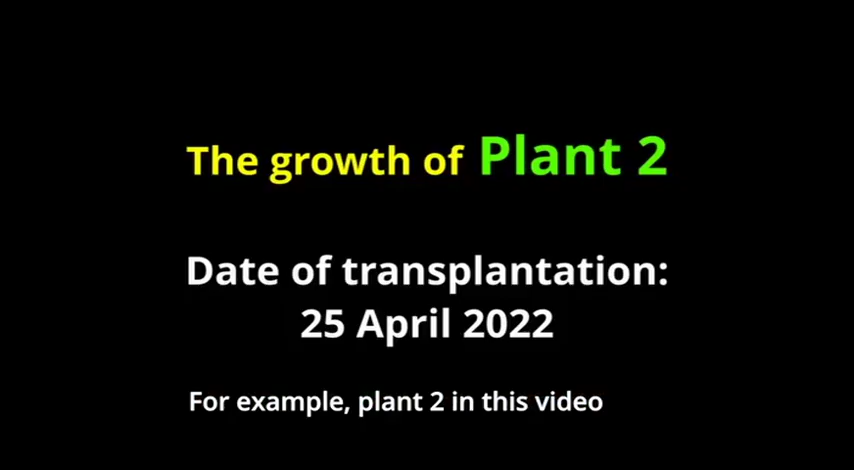 The growth of Plant 2
Date of transplantation:
25 April 2022
For example, plant 2 in this video